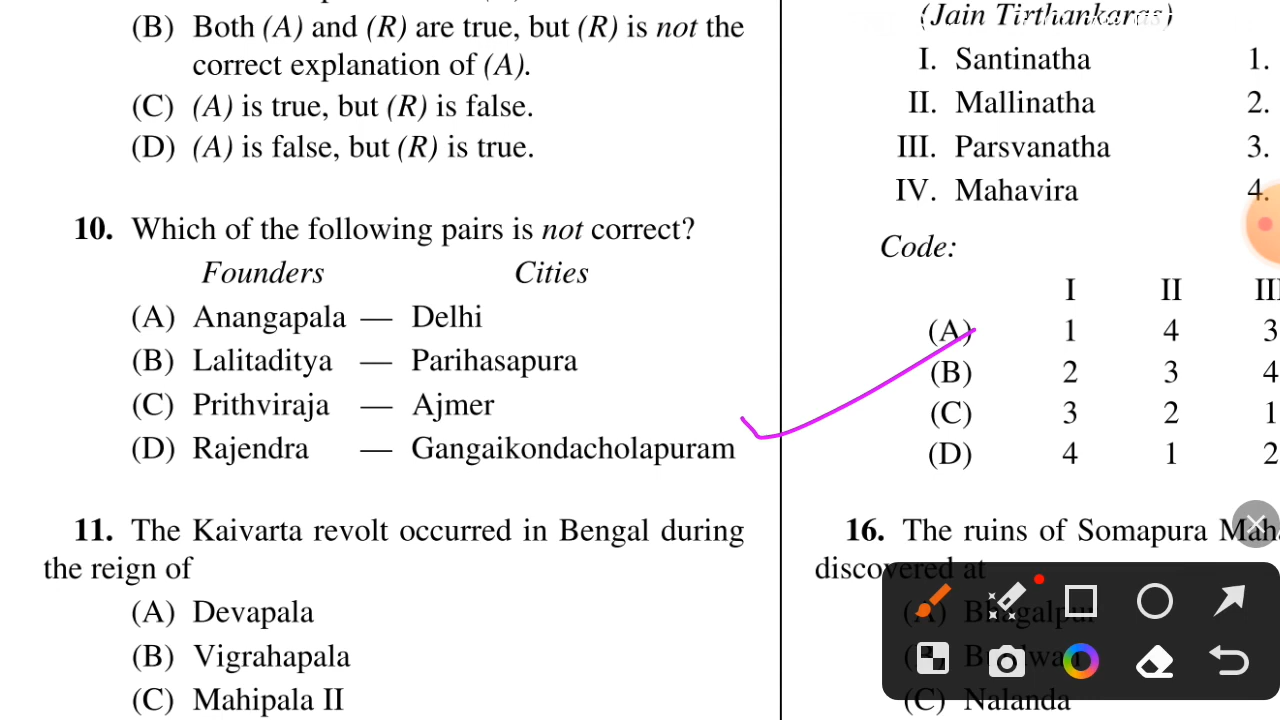 (B) Both (A) and (R) are true, but (R) is not the
correct explanation of (A).
(C) (A) is true, but (R) is false.
(D) (A) is false, but (R) is true.
10. Which of the following pairs is not correct?
Founders Cities
(A) Anangapala — Delhi
(B) Lalitaditya — Parihasapura
(C) Prithviraja — Ajmer
(D) Rajendra — Gangaikondacholapuram
11. The Kaivarta revolt occurred in Bengal during
the reign of
(A) Devapala
(B) Vigrahapala
(C) Mahipala II
(Jain Tirthankaras)
I. Santinatha 1.
II. Mallinatha 2.
III. Parsvanatha 3.
IV. Mahavira 4.
Code:
I II III
(A) 1 4 3
(B) 2 3 4
(C) 3 2 1
(D) 4 1 2
16. The ruins of Somapura
discovered at
(A) Bhagalpur
(C) Nalanda